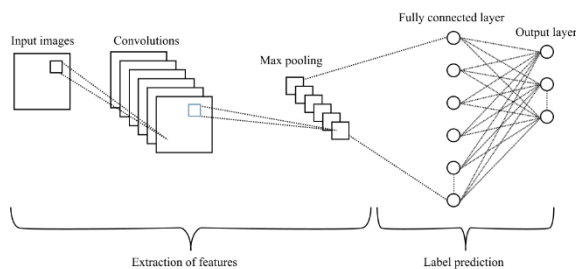 Fully connected layer
Output layer
Input images
Convolutions
Max pooling
Extraction of features
Label prediction